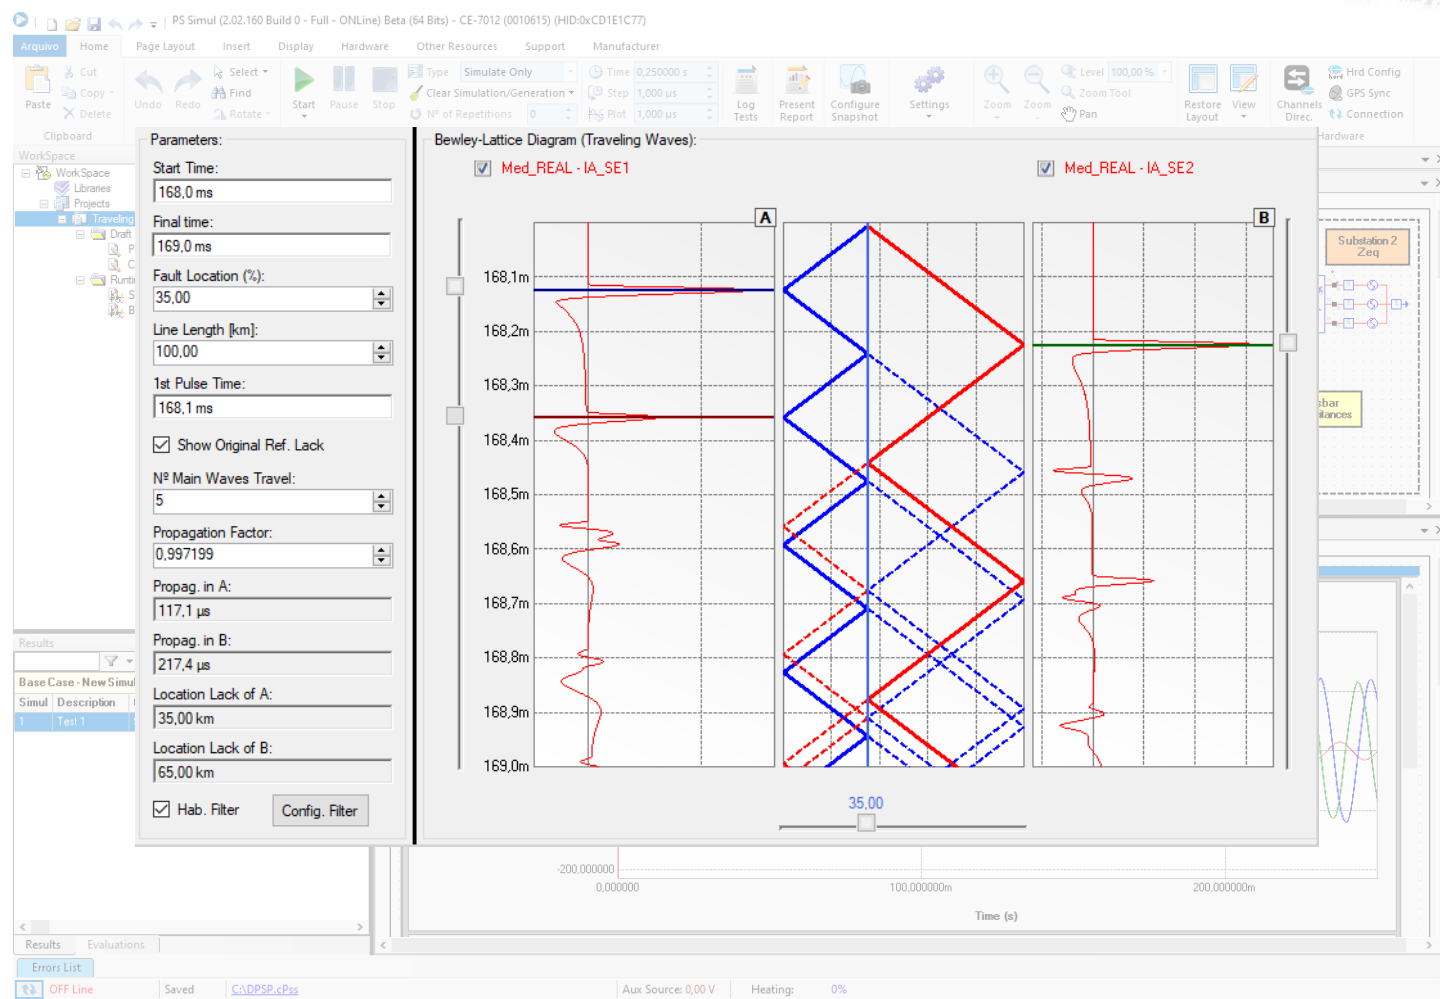 PS Simul (2.02.160 Build 0 - Full - ONLine) Beta (64 Bits) - CE-7012 (0010615) (HID:0xCD1E1C77)
Arquivo Home Page Layout Insert Display Hardware Other Resources Support Manufacturer
Paste Cut Copy Delete
Clipboard
Undo Redo Select Find Rotate
Start Pause Stop
Type Simulate Only
Clear Simulation/Generation
Nº of Repetitions 0
Time 0,250000 s
Step 1,000 µs
Plot 1,000 µs
Log Tests
Present Report
Configure Snapshot
Settings
Zoom + Zoom -
Level 100,00 %
Zoom Tool
Pan
Restore Layout
View
Channels Direc.
Hrd Config
GPS Sync
Connection
Hardware
WorkSpace
WorkSpace
Libraries
Projects
Traveling
Draft
P
C
Runti
S
B
Parameters:
Start Time:
168,0 ms
Final time:
169,0 ms
Fault Location (%):
35,00
Line Length [km]:
100,00
1st Pulse Time:
168,1 ms
Show Original Ref. Lack
Nº Main Waves Travel:
5
Propagation Factor:
0,997199
Propag. in A:
117,1 µs
Propag. in B:
217,4 µs
Location Lack of A:
35,00 km
Location Lack of B:
65,00 km
Hab. Filter Config. Filter
Bewley-Lattice Diagram (Traveling Waves):
Med_REAL - IA_SE1
Med_REAL - IA_SE2
A
B
168,1m
168,2m
168,3m
168,4m
168,5m
168,6m
168,7m
168,8m
168,9m
169,0m
35,00
Substation 2
Zeq
sbar
Results
Base Case - New Simul
Simul Description
1 Test 1
-200,000000
0,000000 100,000000m 200,000000m
Time (s)
Results Evaluations
Errors List
OFF Line Saved C:\DPSP.cPss Aux Source: 0,00 V Heating: 0%